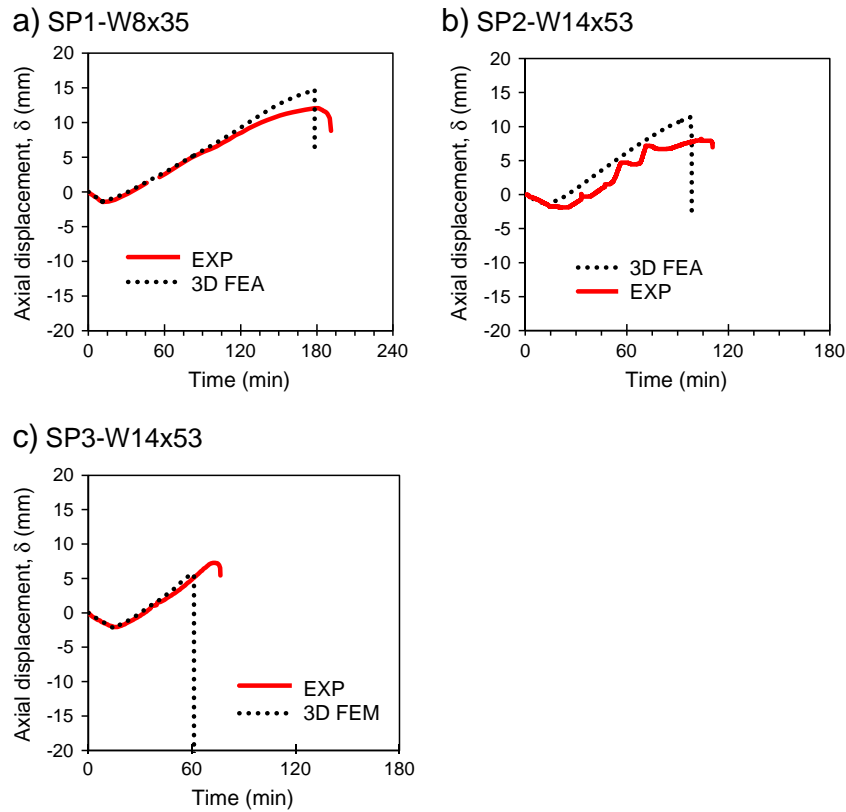 a) SP1-W8x35
20
15
10
5
0
-5
-10
-15
-20
Axial displacement, δ (mm)
EXP
3D FEA
0 60 120 180 240
Time (min)
b) SP2-W14x53
20
15
10
5
0
-5
-10
-15
-20
Axial displacement, δ (mm)
3D FEA
EXP
0 60 120 180
Time (min)
c) SP3-W14x53
20
15
10
5
0
-5
-10
-15
-20
Axial displacement, δ (mm)
EXP
3D FEM
0 60 120 180
Time (min)